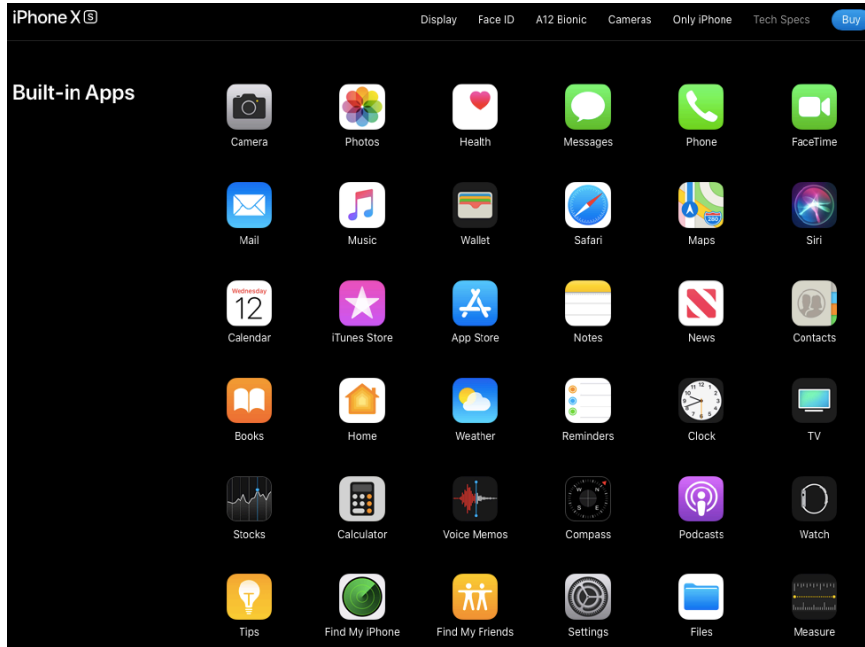 iPhone XS
Display Face ID A12 Bionic Cameras Only iPhone Tech Specs Buy
Built-in Apps
Camera Photos Health Messages Phone FaceTime
280
Mail Music Wallet Safari Maps Siri
Wednesday
12
Calendar iTunes Store App Store Notes News Contacts
Books Home Weather Reminders Clock TV
Stocks Calculator Voice Memos Compass Podcasts Watch
Tips Find My iPhone Find My Friends Settings Files Measure